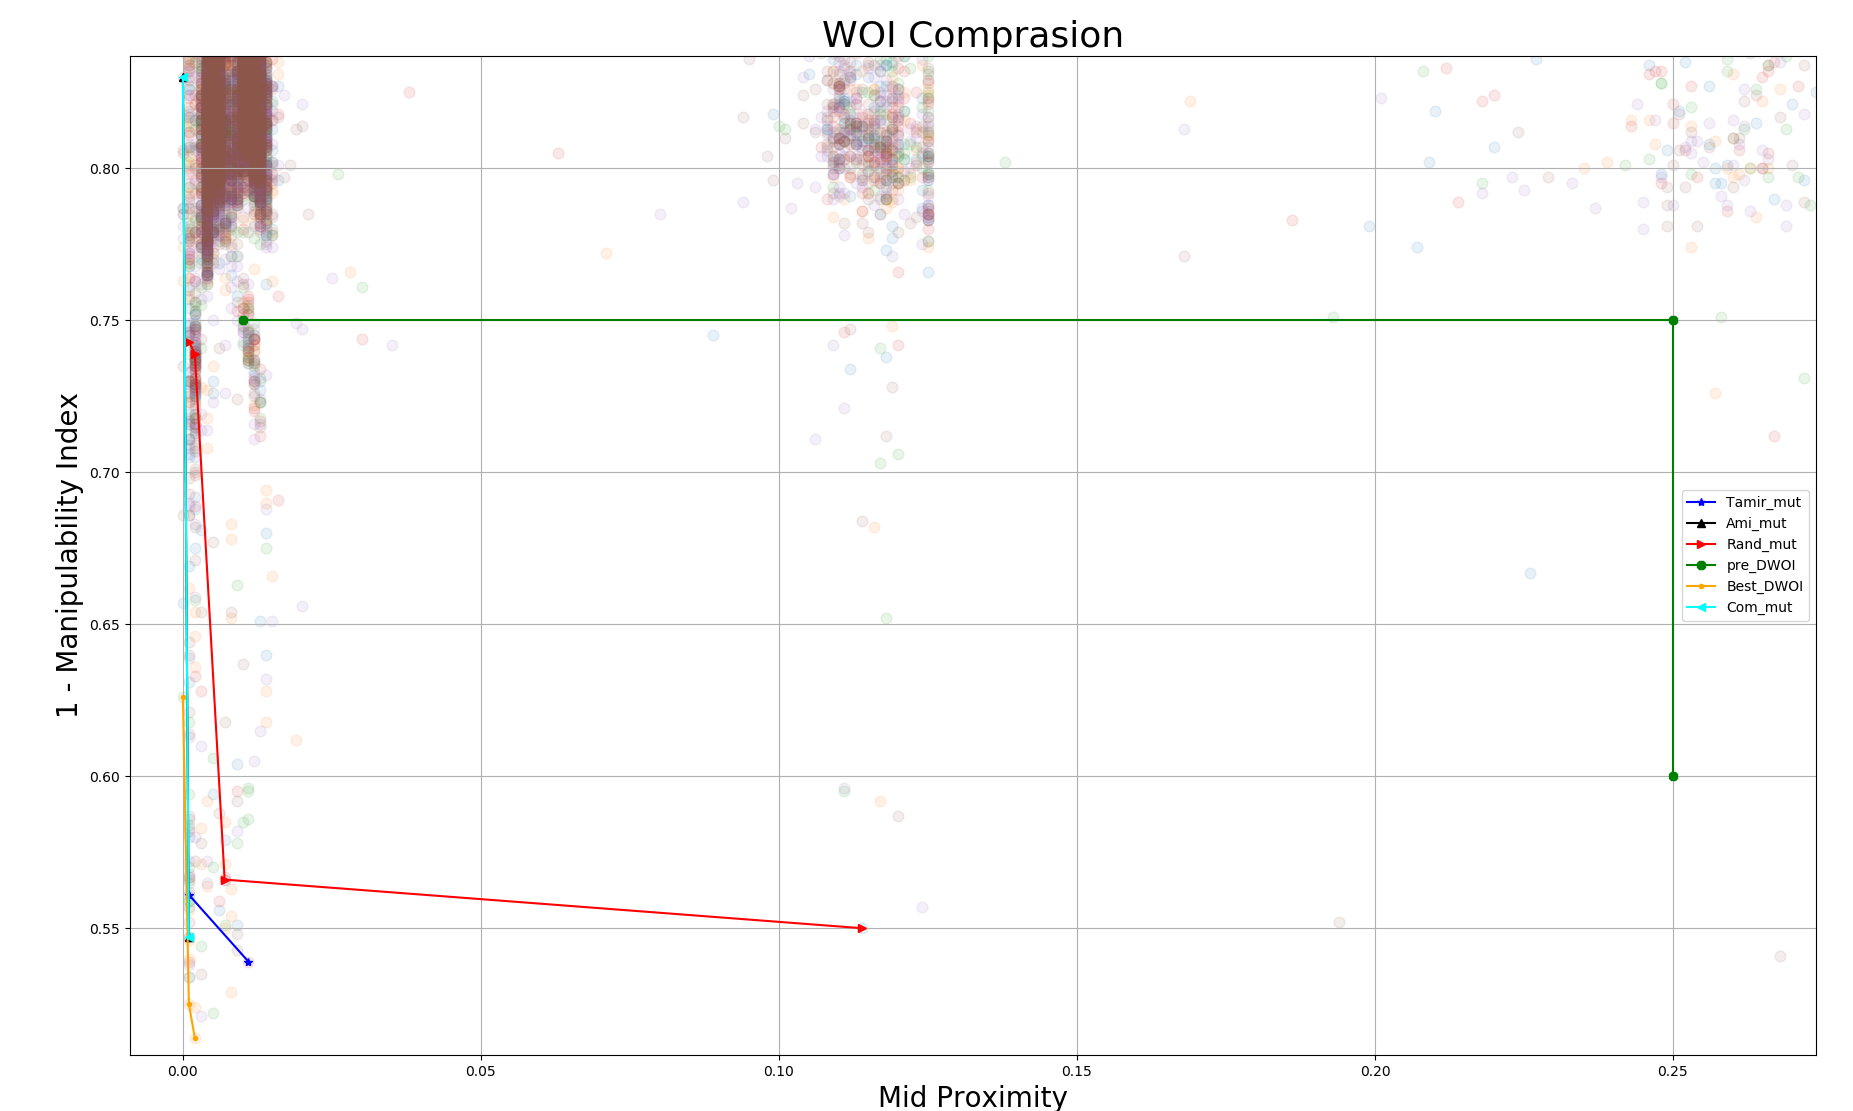 WOI Comprasion
1 - Manipulability Index
0.80
0.75
0.70
0.65
0.60
0.55
Tamir_mut
Ami_mut
Rand_mut
pre_DWOI
Best_DWOI
Com_mut
0.00 0.05 0.10 0.15 0.20 0.25
Mid Proximity